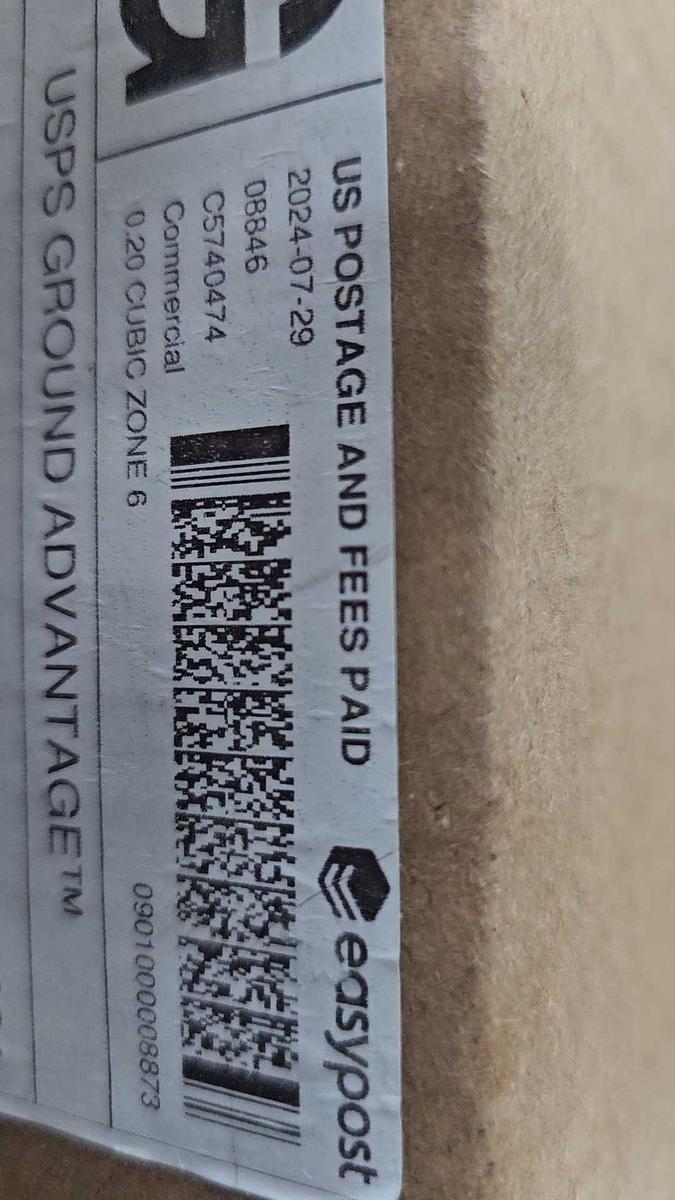 US POSTAGE AND FEES PAID
easypost
2024-07-29
08846
C5740474
Commercial
0.20 CUBIC ZONE 6
0901000008873
USPS GROUND ADVANTAGE™